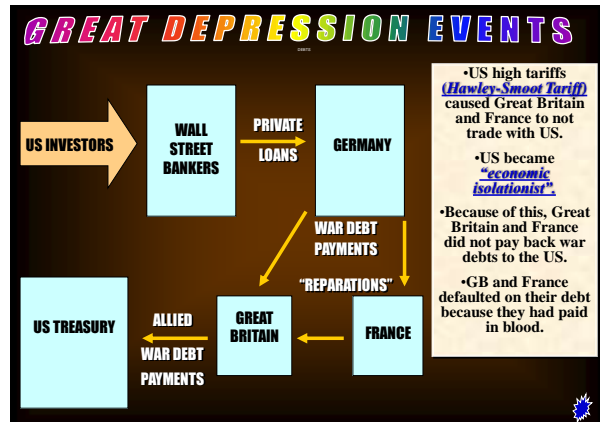 GREAT DEPRESSION EVENTS
US INVESTORS
WALL
STREET
BANKERS
PRIVATE
LOANS
GERMANY
WAR DEBT
PAYMENTS
"REPARATIONS"
US TREASURY
ALLIED
WAR DEBT
PAYMENTS
GREAT
BRITAIN
FRANCE
•US high tariffs
(Hawley-Smoot Tariff)
caused Great Britain
and France to not
trade with US.
•US became
“economic
isolationist”.
•Because of this, Great
Britain and France
did not pay back war
debts to the US.
•GB and France
defaulted on their debt
because they had paid
in blood.